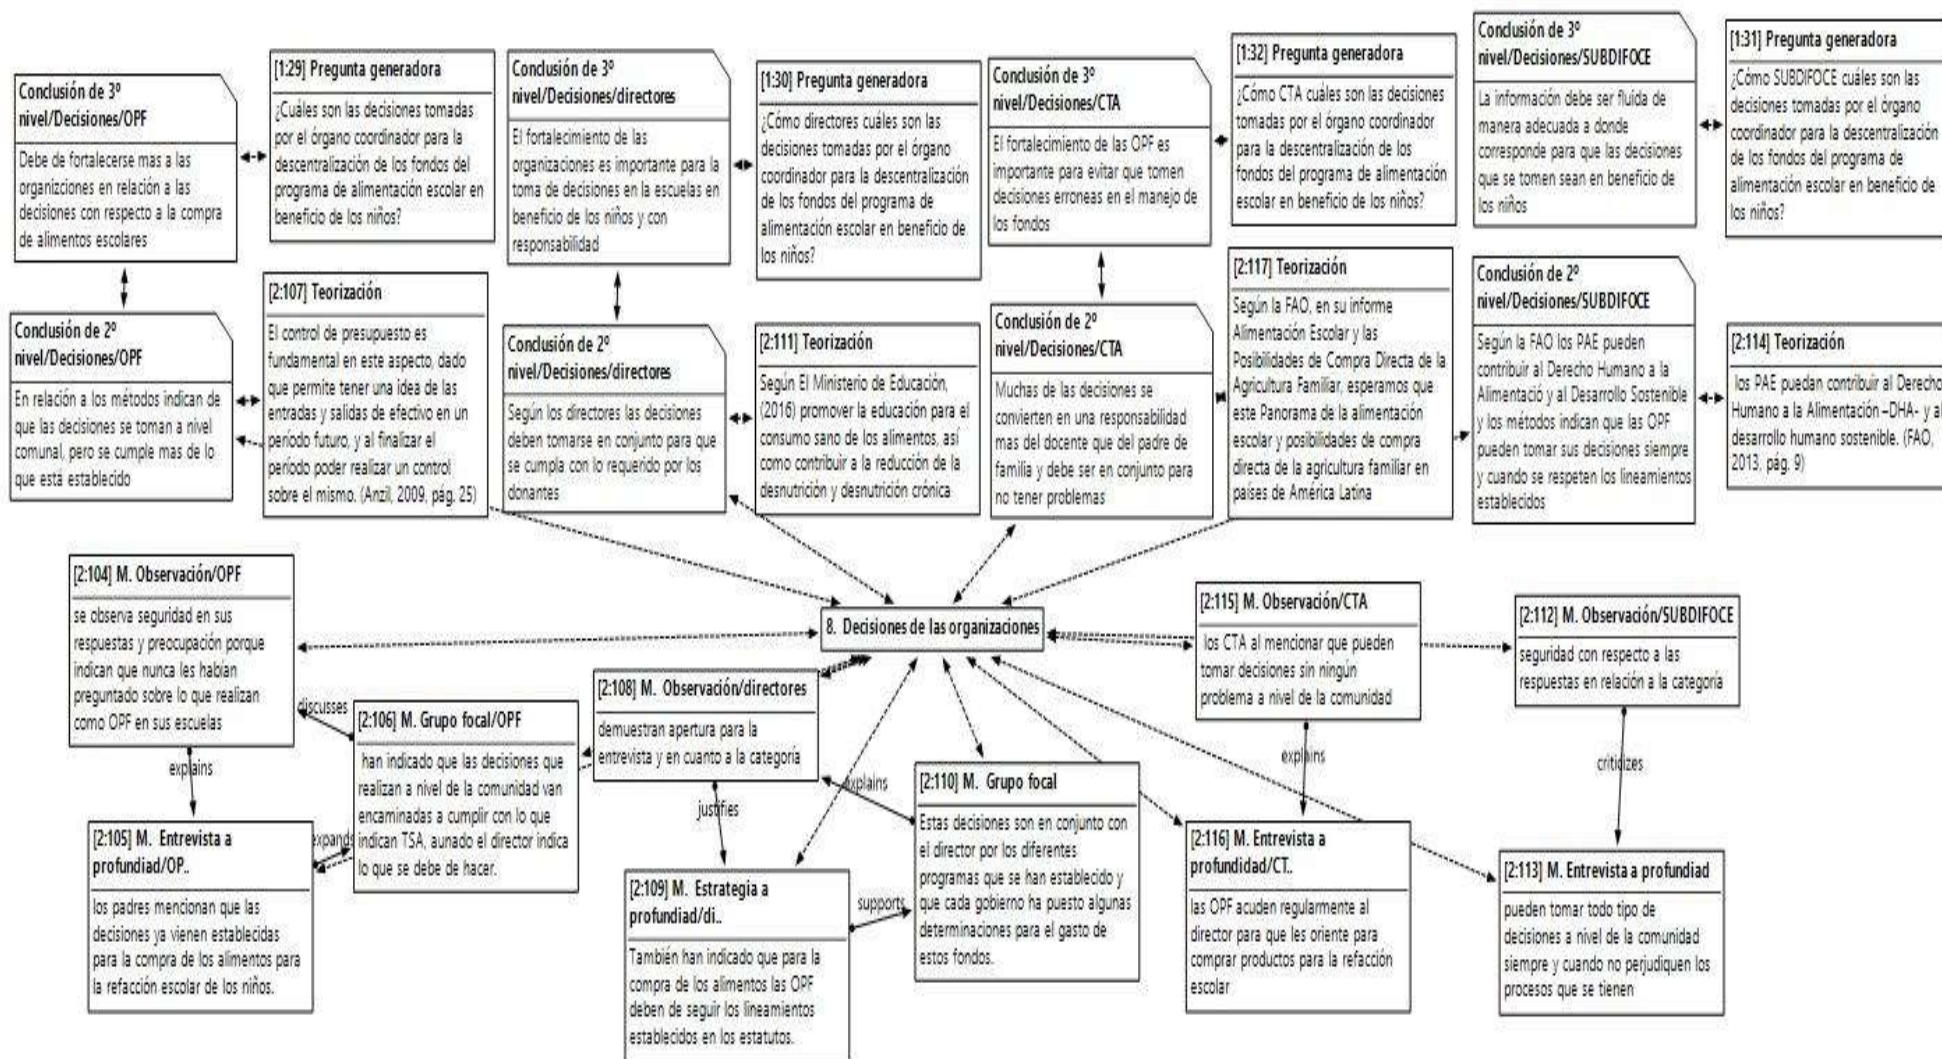 Conclusión de 3º
nivel/Decisiones/OPF
Debe de fortalecerse mas a las
organizciones en relación a las
decisiones con respecto a la compra
de alimentos escolares
[1:29] Pregunta generadora
¿Cuáles son las decisiones tomadas
por el órgano coordinador para la
descentralización de los fondos del
programa de alimentación escolar en
beneficio de los niños?
Conclusión de 3º
nivel/Decisiones/directores
El fortalecimiento de las
organizaciones es importante para la
toma de decisiones en la escuelas en
beneficio de los niños y con
responsabilidad
[1:30] Pregunta generadora
¿Cómo directores cuáles son las
decisiones tomadas por el órgano
coordinador para la descentralización
de los fondos del programa de
alimentación escolar en beneficio de
los niños?
Conclusión de 3º
nivel/Decisiones/CTA
El fortalecimiento de las OPF es
importante para evitar que tomen
decisiones erroneas en el manejo de
los fondos
[1:32] Pregunta generadora
¿Cómo CTA cuáles son las decisiones
tomadas por el órgano coordinador
para la descentralización de los
fondos del programa de alimentación
escolar en beneficio de los niños?
Conclusión de 3º
nivel/Decisiones/SUBDIFOCE
La información debe ser fluida de
manera adecuada a donde
corresponde para que las decisiones
que se tomen sean en beneficio de
los niños
[1:31] Pregunta generadora
¿Cómo SUBDIFOCE cuáles son las
decisiones tomadas por el órgano
coordinador para la descentralización
de los fondos del programa de
alimentación escolar en beneficio de
los niños?
Conclusión de 2º
nivel/Decisiones/OPF
En relación a los métodos indican de
que las decisiones se toman a nivel
comunal, pero se cumple mas de lo
que está establecido
[2:107] Teorización
El control de presupuesto es
fundamental en este aspecto, dado
que permite tener una idea de las
entradas y salidas de efectivo en un
período futuro, y al finalizar el
período poder realizar un control
sobre el mismo. (Anzil, 2009, pág. 25)
Conclusión de 2º
nivel/Decisiones/directores
Según los directores las decisiones
deben tomarse en conjunto para que
se cumpla con lo requerido por los
donantes
[2:111] Teorización
Según El Ministerio de Educación,
(2016) promover la educación para el
consumo sano de los alimentos, así
como contribuir a la reducción de la
desnutrición y desnutrición crónica
Conclusión de 2º
nivel/Decisiones/CTA
Muchas de las decisiones se
convierten en una responsabilidad
mas del docente que del padre de
familia y debe ser en conjunto para
no tener problemas
[2:117] Teorización
Según la FAO, en su informe
Alimentación Escolar y las
Posibilidades de Compra Directa de la
Agricultura Familiar, esperamos que
este Panorama de la alimentación
escolar y posibilidades de compra
directa de la agricultura familiar en
países de América Latina
Conclusión de 2º
nivel/Decisiones/SUBDIFOCE
Según la FAO los PAE pueden
contribuir al Derecho Humano a la
Alimentació y al Desarrollo Sostenible
y los métodos indican que las OPF
pueden tomar sus decisiones siempre
y cuando se respeten los lineamientos
establecidos
[2:114] Teorización
los PAE puedan contribuir al Derecho
Humano a la Alimentación –DHA- y al
desarrollo humano sostenible. (FAO,
2013, pág. 9)
[2:104] M. Observación/OPF
se observa seguridad en sus
respuestas y preocupación porque
indican que nunca les habían
preguntado sobre lo que realizan
como OPF en sus escuelas
8. Decisiones de las organizaciones
[2:115] M. Observación/CTA
los CTA al mencionar que pueden
tomar decisiones sin ningún
problema a nivel de la comunidad
[2:112] M. Observación/SUBDIFOCE
seguridad con respecto a las
respuestas en relación a la categoría
[2:108] M. Observación/directores
demuestran apertura para la
entrevista y en cuanto a la categoría
discusses
[2:106] M. Grupo focal/OPF
han indicado que las decisiones que
realizan a nivel de la comunidad van
encaminadas a cumplir con lo que
indican TSA, aunado el director indica
lo que se debe de hacer.
explains
justifies
explains
explains
criticizes
[2:110] M. Grupo focal
Estas decisiones son en conjunto con
el director por los diferentes
programas que se han establecido y
que cada gobierno ha puesto algunas
determinaciones para el gasto de
estos fondos.
[2:105] M. Entrevista a
profundiad/OP..
los padres mencionan que las
decisiones ya vienen establecidas
para la compra de los alimentos para
la refacción escolar de los niños.
expands
[2:109] M. Estrategia a
profundiad/di..
También han indicado que para la
compra de los alimentos las OPF
deben de seguir los lineamientos
establecidos en los estatutos.
supports
[2:116] M. Entrevista a
profundidad/CT..
las OPF acuden regularmente al
director para que les oriente para
comprar productos para la refacción
escolar
[2:113] M. Entrevista a profundiad
pueden tomar todo tipo de
decisiones a nivel de la comunidad
siempre y cuando no perjudiquen los
procesos que se tienen